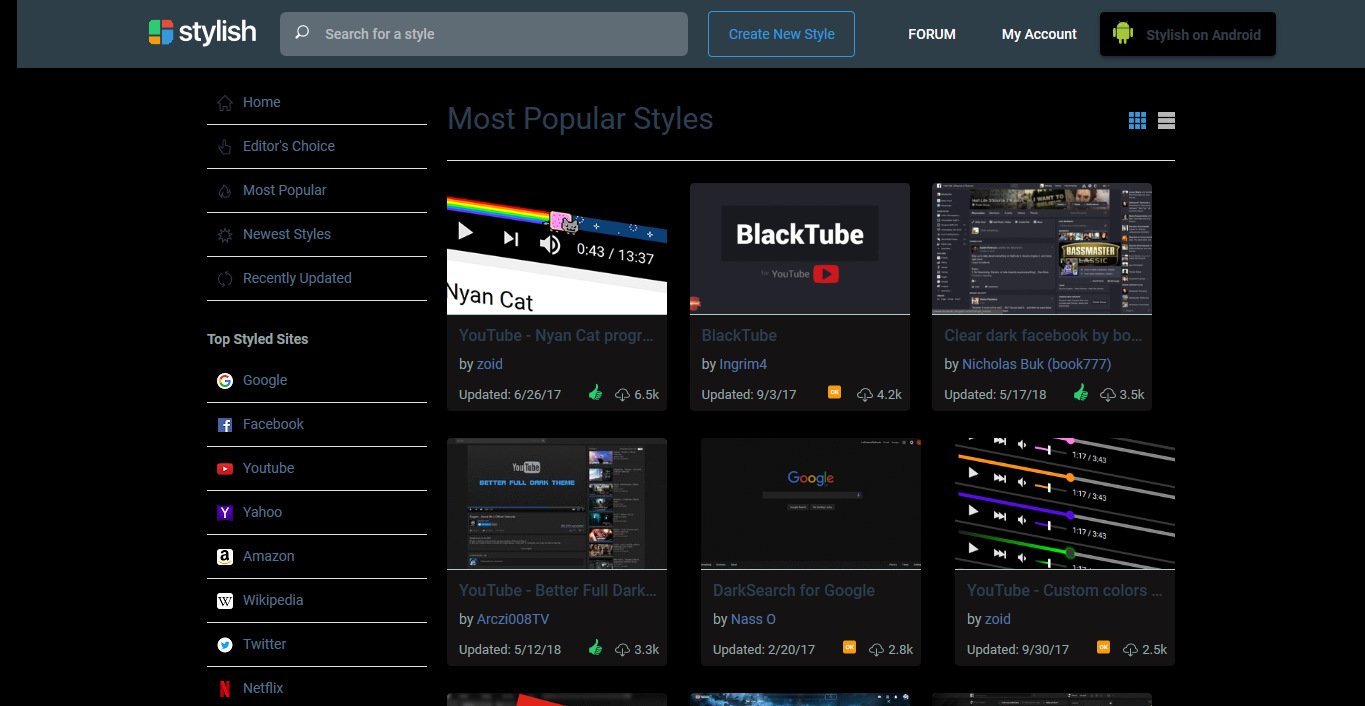 stylish
Search for a style
Create New Style
FORUM
My Account
Stylish on Android
Home
Editor's Choice
Most Popular
Newest Styles
Recently Updated
Top Styled Sites
Google
Facebook
Youtube
Yahoo
Amazon
Wikipedia
Twitter
Netflix
Most Popular Styles
0:43 / 13:37
Nyan Cat
YouTube - Nyan Cat progr...
by zoid
Updated: 6/26/17
6.5k
BlackTube
for YouTube
BlackTube
by Ingrim4
Updated: 9/3/17
OK
4.2k
BASSMASTER
CLASSIC
Clear dark facebook by bo...
by Nicholas Buk (book777)
Updated: 5/17/18
3.5k
YouTube
BETTER FULL DARK THEME
YouTube - Better Full Dark...
by Arczi008TV
Updated: 5/12/18
3.3k
Google
DarkSearch for Google
by Nass O
Updated: 2/20/17
OK
2.8k
1:17 / 3:43
1:17 / 3:43
1:17 / 3:43
1:17 / 3:43
YouTube - Custom colors ...
by zoid
Updated: 9/30/17
OK
2.5k